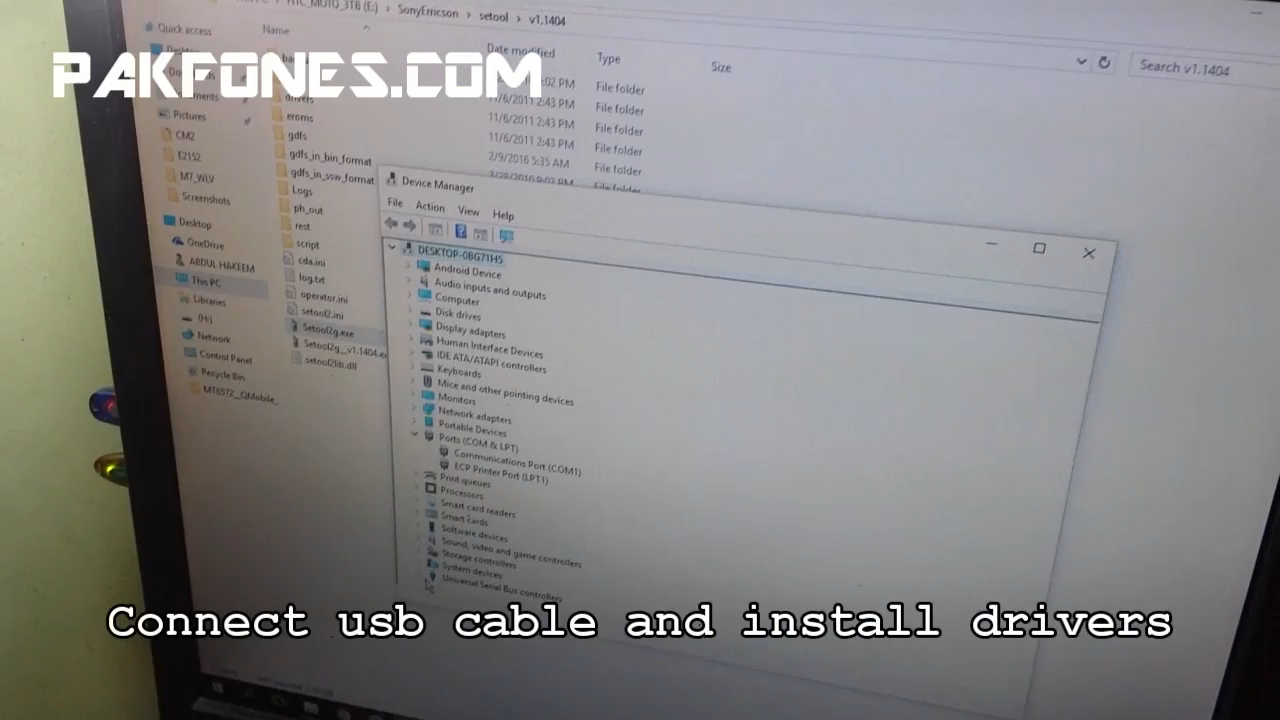 HTC_MOTO_3TB (E:) > SonyEricson > setool > v1.1404
Quick access
Name
Date modified
Type
Size
Search v1.1404
PAKFONES.COM
File folder
drivers
11/6/2011 2:43 PM
File folder
Pictures
eroms
11/6/2011 2:43 PM
File folder
CM2
gdfs
11/6/2011 2:43 PM
File folder
E2152
gdfs_in_bin_format
2/9/2016 5:35 AM
File folder
MT_WLV
gdfs_in_ssw_format
File folder
Screenshots
Logs
ph_out
Desktop
rest
OneDrive
script
ABDUL HAKEEM
cda.ini
This PC
log.txt
Libraries
operator.ini
(H:)
setool2.ini
Network
Setool2g.exe
Control Panel
Setool2g__v1.1404.e
Recycle Bin
setool2lib.dll
MT6572__QMobile_
Device Manager
File Action View Help
DESKTOP-0BG71H5
Android Device
Audio inputs and outputs
Computer
Disk drives
Display adapters
Human Interface Devices
IDE ATA/ATAPI controllers
Keyboards
Mice and other pointing devices
Monitors
Network adapters
Portable Devices
Ports (COM & LPT)
Communications Port (COM1)
ECP Printer Port (LPT1)
Print queues
Processors
Smart card readers
Smart Cards
Software devices
Sound, video and game controllers
Storage controllers
System devices
Universal Serial Bus controllers
Connect usb cable and install drivers